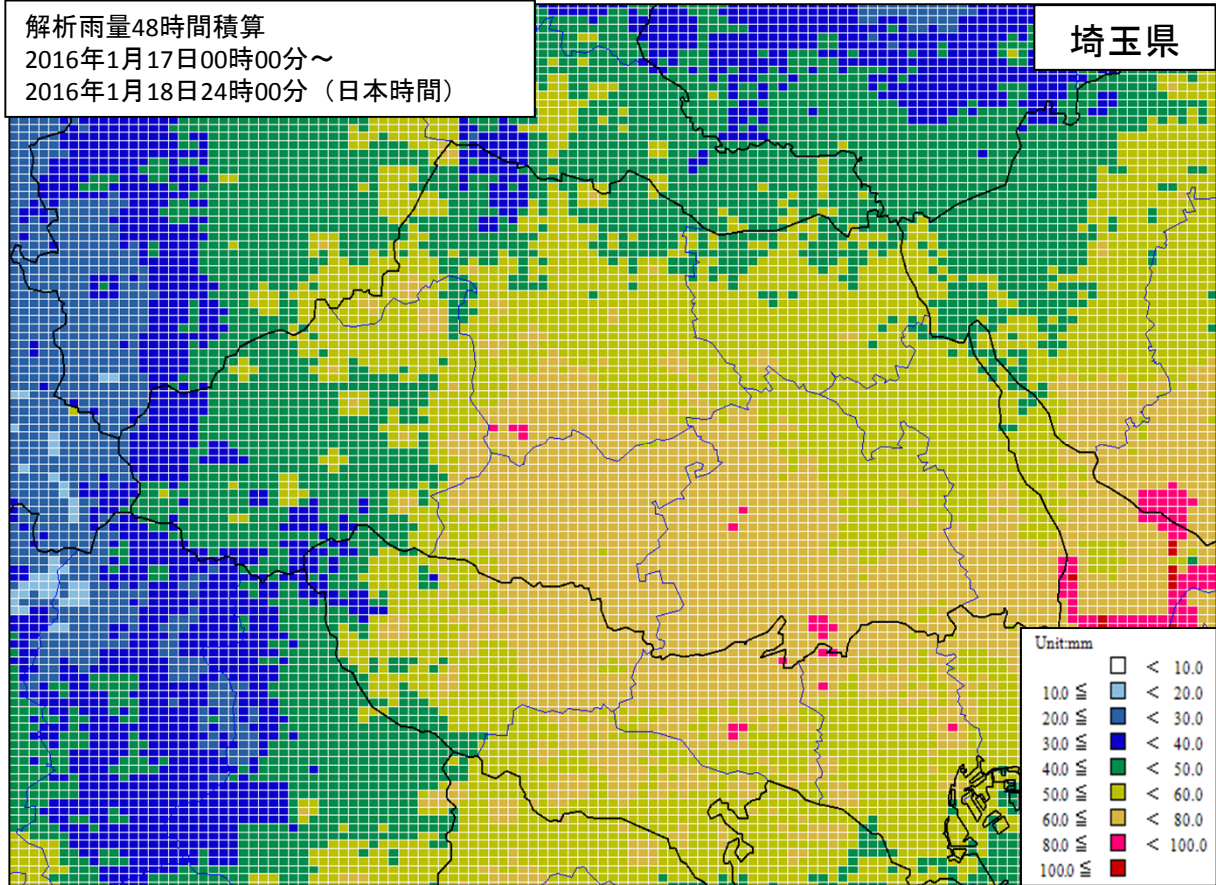 解析雨量48時間積算
2016年1月17日00時00分～
2016年1月18日24時00分（日本時間）
埼玉県
Unit:mm
< 10.0
10.0 ≦ < 20.0
20.0 ≦ < 30.0
30.0 ≦ < 40.0
40.0 ≦ < 50.0
50.0 ≦ < 60.0
60.0 ≦ < 80.0
80.0 ≦ < 100.0
100.0 ≦